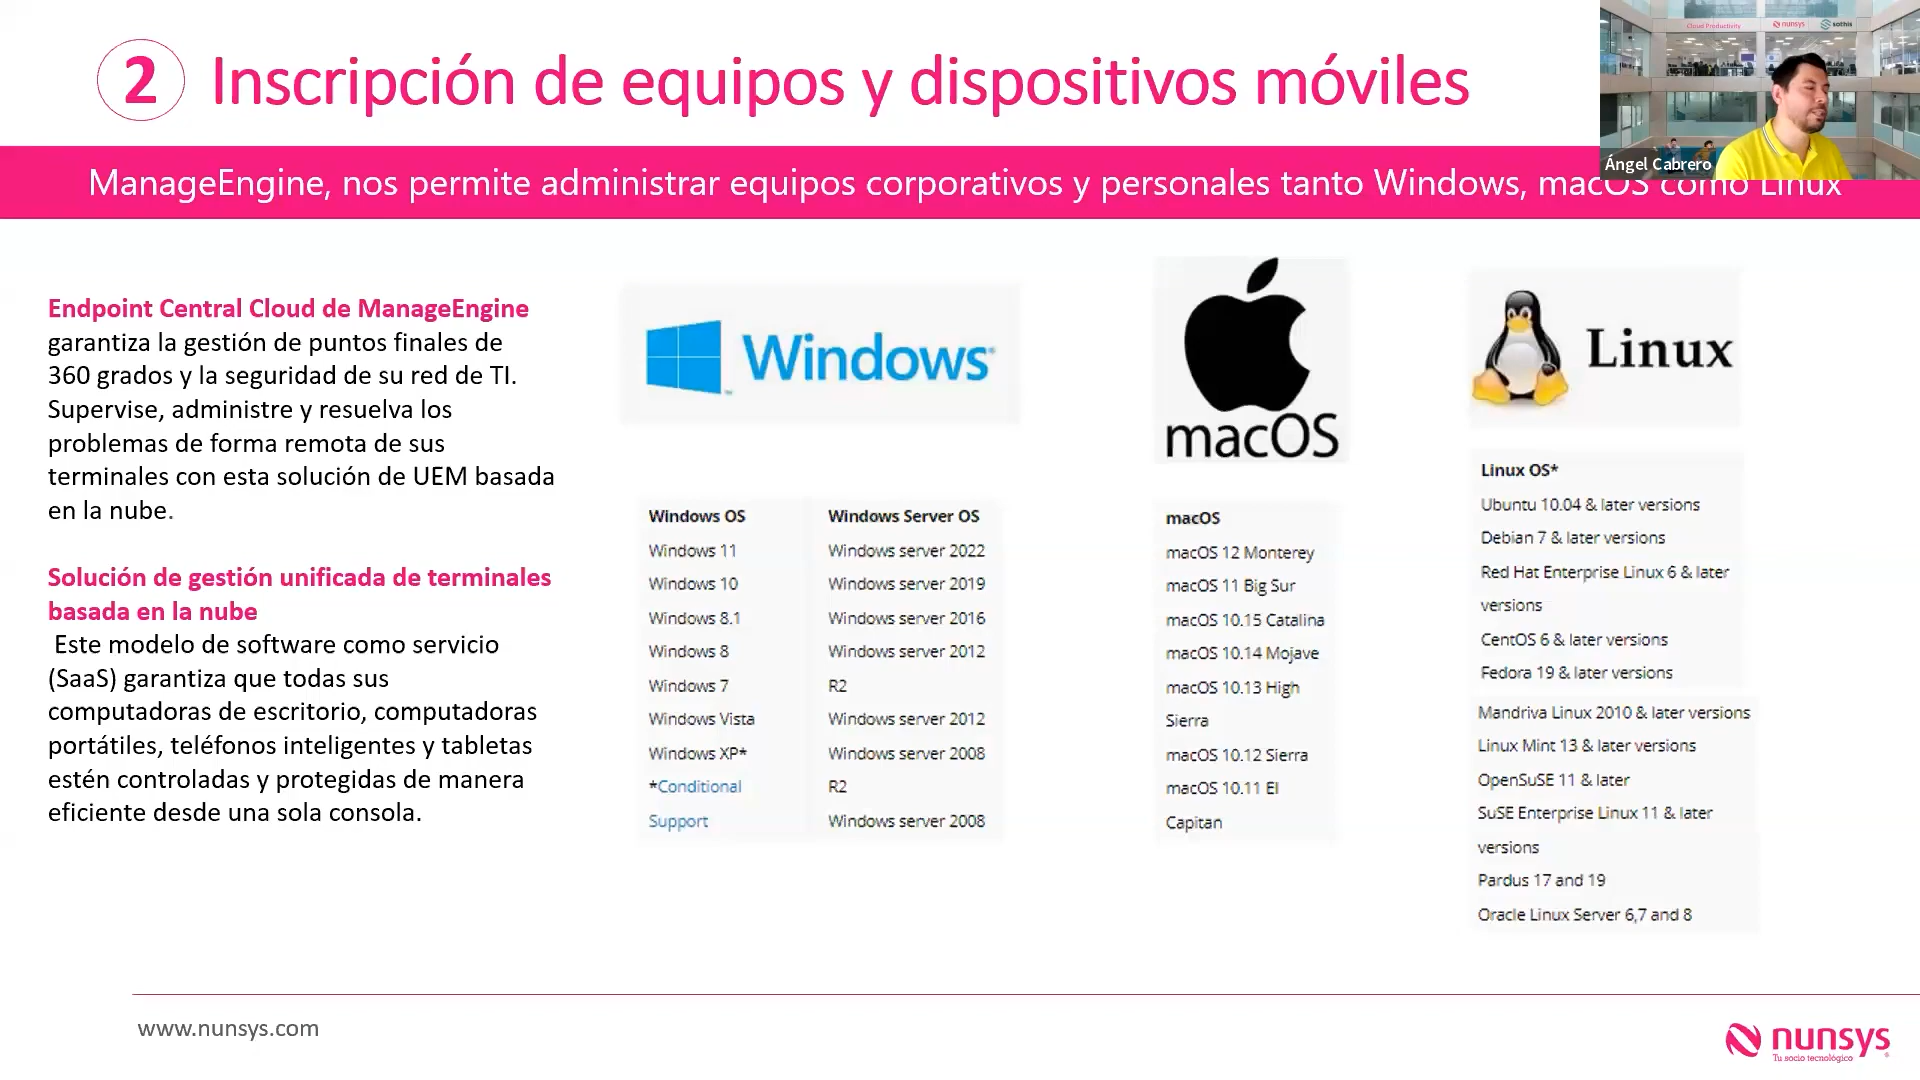 2 Inscripción de equipos y dispositivos móviles
Cloud Productivity nunsys sothis
Ángel Cabrero
ManageEngine, nos permite administrar equipos corporativos y personales tanto Windows, macOS como Linux
Endpoint Central Cloud de ManageEngine
garantiza la gestión de puntos finales de
360 grados y la seguridad de su red de TI.
Supervise, administre y resuelva los
problemas de forma remota de sus
terminales con esta solución de UEM basada
en la nube.
Solución de gestión unificada de terminales
basada en la nube
Este modelo de software como servicio
(SaaS) garantiza que todas sus
computadoras de escritorio, computadoras
portátiles, teléfonos inteligentes y tabletas
estén controladas y protegidas de manera
eficiente desde una sola consola.
Windows
Windows OS
Windows 11
Windows 10
Windows 8.1
Windows 8
Windows 7
Windows Vista
Windows XP*
*Conditional
Support
Windows Server OS
Windows server 2022
Windows server 2019
Windows server 2016
Windows server 2012
R2
Windows server 2012
Windows server 2008
R2
Windows server 2008
macOS
macOS
macOS 12 Monterey
macOS 11 Big Sur
macOS 10.15 Catalina
macOS 10.14 Mojave
macOS 10.13 High
Sierra
macOS 10.12 Sierra
macOS 10.11 El
Capitan
Linux
Linux OS*
Ubuntu 10.04 & later versions
Debian 7 & later versions
Red Hat Enterprise Linux 6 & later
versions
CentOS 6 & later versions
Fedora 19 & later versions
Mandriva Linux 2010 & later versions
Linux Mint 13 & later versions
OpenSuSE 11 & later
SuSE Enterprise Linux 11 & later
versions
Pardus 17 and 19
Oracle Linux Server 6,7 and 8
www.nunsys.com
nunsys
Tu socio tecnológico